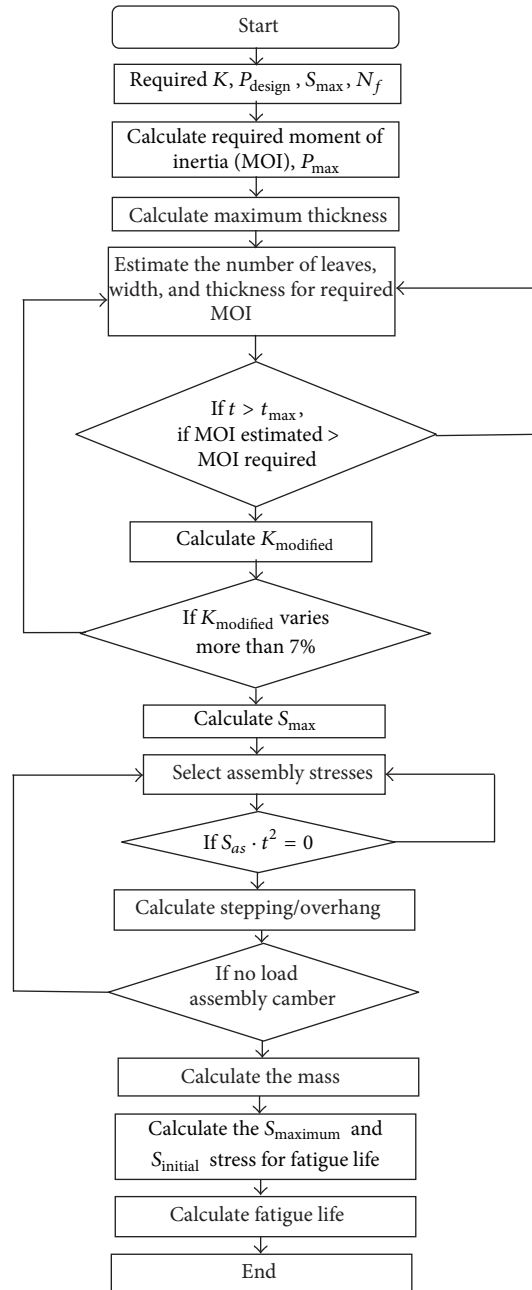 Start
Required K, P_design, S_max, N_f
Calculate required moment of
inertia (MOI), P_max
Calculate maximum thickness
Estimate the number of leaves,
width, and thickness for required
MOI
If t > t_max,
if MOI estimated >
MOI required
Calculate K_modified
If K_modified varies
more than 7%
Calculate S_max
Select assembly stresses
If S_as · t² = 0
Calculate stepping/overhang
If no load
assembly camber
Calculate the mass
Calculate the S_maximum and
S_initial stress for fatigue life
Calculate fatigue life
End